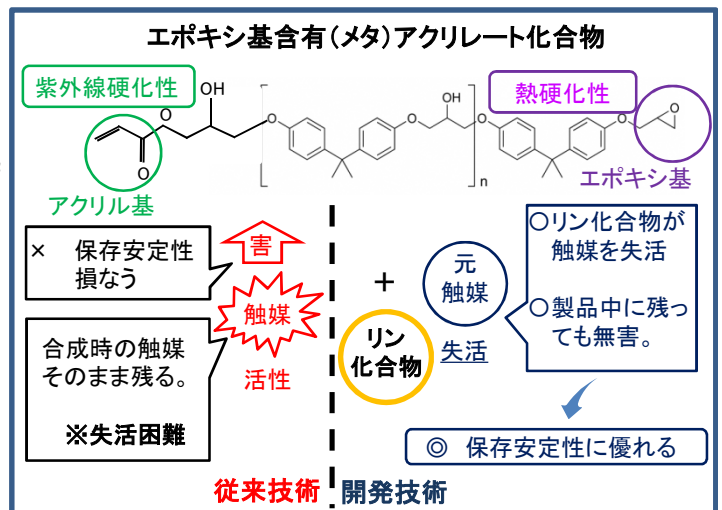 エポキシ基含有（メタ）アクリレート化合物
紫外線硬化性
熱硬化性
OH
O
O
O
O
OH
O
O
O
n
アクリル基
エポキシ基
×　保存安定性
損なう
害
触媒
活性
合成時の触媒
そのまま残る。
※失活困難
従来技術
+
リン
化合物
元
触媒
失活
○リン化合物が
触媒を失活
○製品中に残っ
ても無害。
◎ 保存安定性に優れる
開発技術